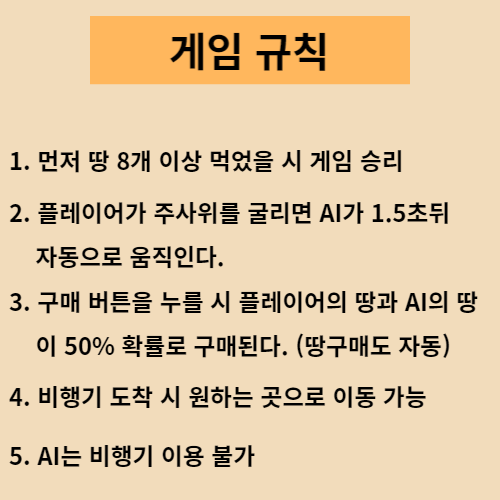 게임 규칙
1. 먼저 땅 8개 이상 먹었을 시 게임 승리
2. 플레이어가 주사위를 굴리면 AI가 1.5초뒤
자동으로 움직인다.
3. 구매 버튼을 누를 시 플레이어의 땅과 AI의 땅
이 50% 확률로 구매된다. (땅구매도 자동)
4. 비행기 도착 시 원하는 곳으로 이동 가능
5. AI는 비행기 이용 불가